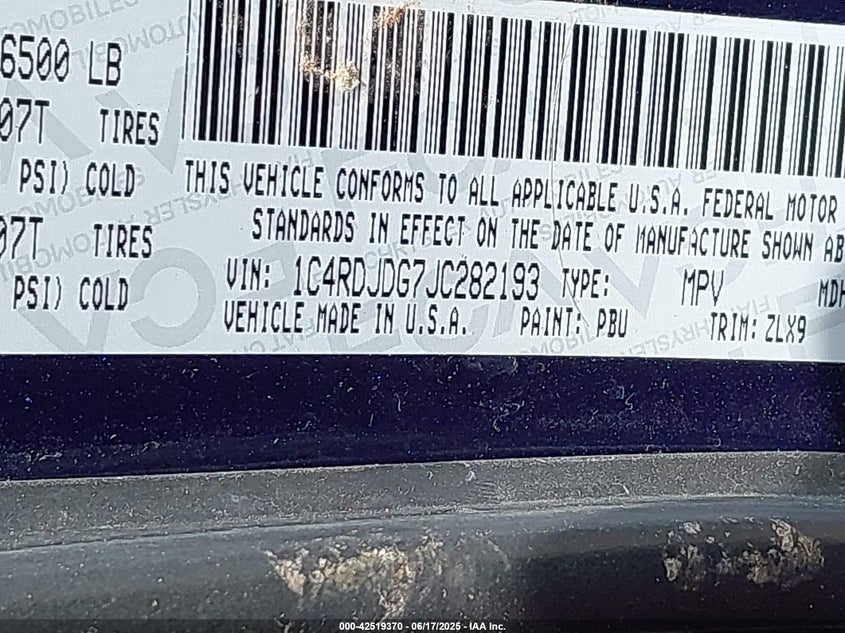 6500 LB
07T TIRES
PSI) COLD
07T TIRES
PSI) COLD
THIS VEHICLE CONFORMS TO ALL APPLICABLE U.S.A. FEDERAL MOTOR
STANDARDS IN EFFECT ON THE DATE OF MANUFACTURE SHOWN AB
VIN: 1C4RDJDG7JC282193 TYPE: MPV MDH
VEHICLE MADE IN U.S.A. PAINT: PBU TRIM: ZLX9
000-42519370 - 06/17/2025 - IAA Inc.